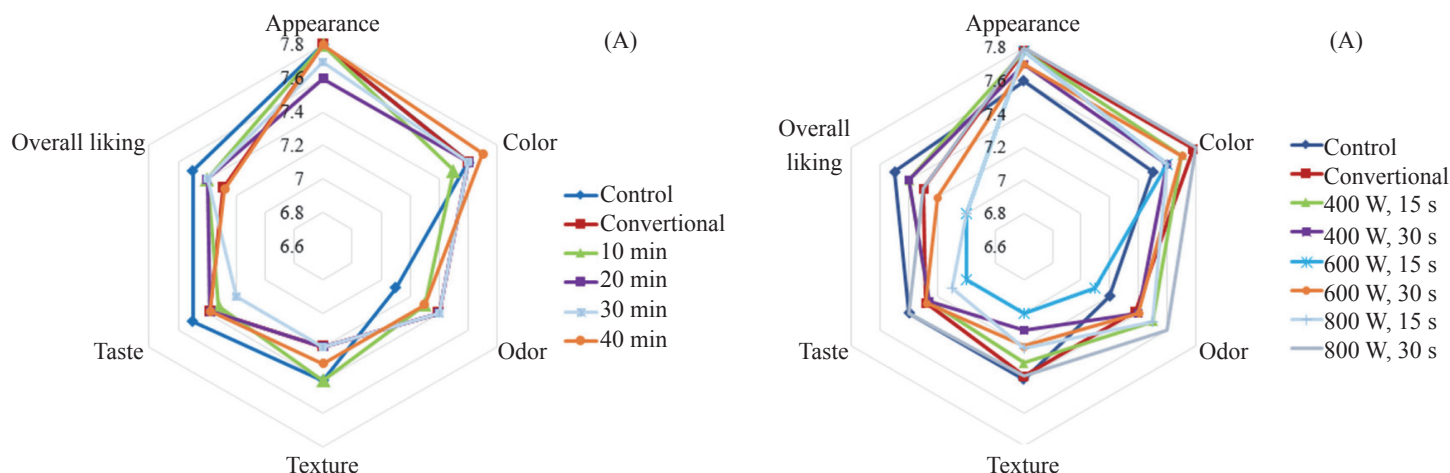 Appearance
(A)
7.8
7.6
7.4
7.2
7
6.8
6.6
Overall liking
Color
Taste
Odor
Texture
Control
Convertional
10 min
20 min
30 min
40 min
Appearance
(A)
7.8
7.6
7.4
7.2
7
6.8
6.6
Overall
liking
Color
Taste
Odor
Texture
Control
Convertional
400 W, 15 s
400 W, 30 s
600 W, 15 s
600 W, 30 s
800 W, 15 s
800 W, 30 s